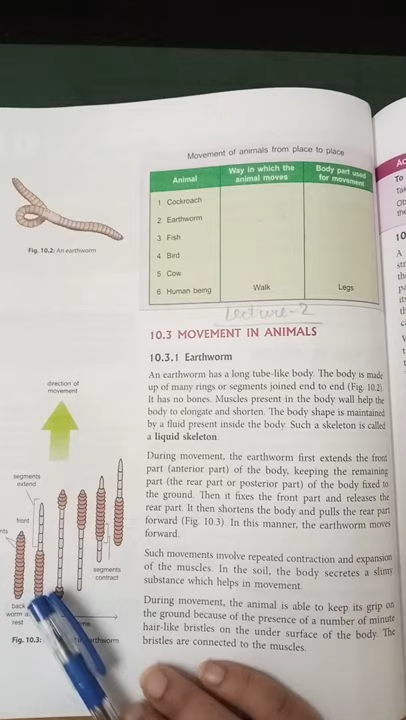 Movement of animals from place to place
Animal
Way in which the animal moves
Body part used for movement
1 Cockroach
2 Earthworm
3 Fish
4 Bird
5 Cow
6 Human being Walk Legs
Fig. 10.2: An earthworm
Lecture-2
10.3 MOVEMENT IN ANIMALS
10.3.1 Earthworm
An earthworm has a long tube-like body. The body is made
up of many rings or segments joined end to end (Fig. 10.2).
It has no bones. Muscles present in the body wall help the
body to elongate and shorten. The body shape is maintained
by a fluid present inside the body. Such a skeleton is called
a liquid skeleton.
During movement, the earthworm first extends the front
part (anterior part) of the body, keeping the remaining
part (the rear part or posterior part) of the body fixed to
the ground. Then it fixes the front part and releases the
rear part. It then shortens the body and pulls the rear part
forward (Fig. 10.3). In this manner, the earthworm moves
forward.
Such movements involve repeated contraction and expansion
of the muscles. In the soil, the body secretes a slimy
substance which helps in movement.
During movement, the animal is able to keep its grip on
the ground because of the presence of a number of minute
hair-like bristles on the under surface of the body. The
bristles are connected to the muscles.
direction of
movement
segments
extend
front
segments
contract
back
worm
rest
Fig. 10.3:
10
To